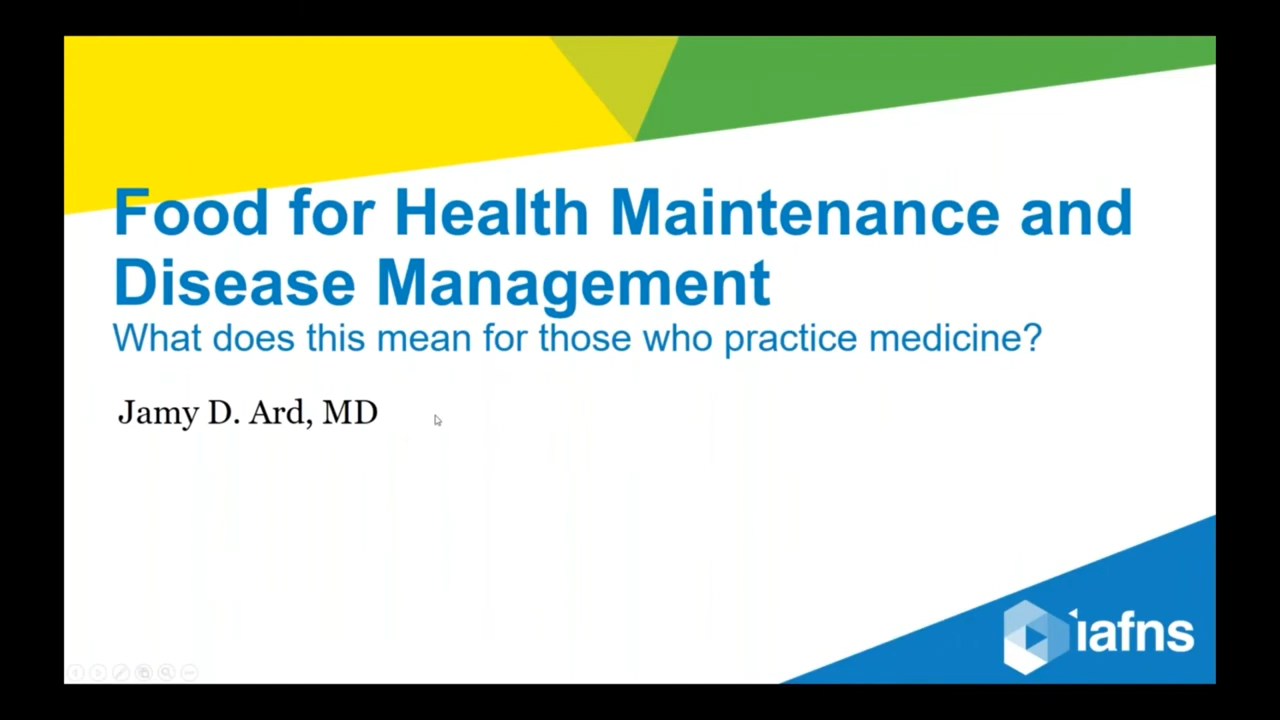 Food for Health Maintenance and
Disease Management
What does this mean for those who practice medicine?
Jamy D. Ard, MD
iafns